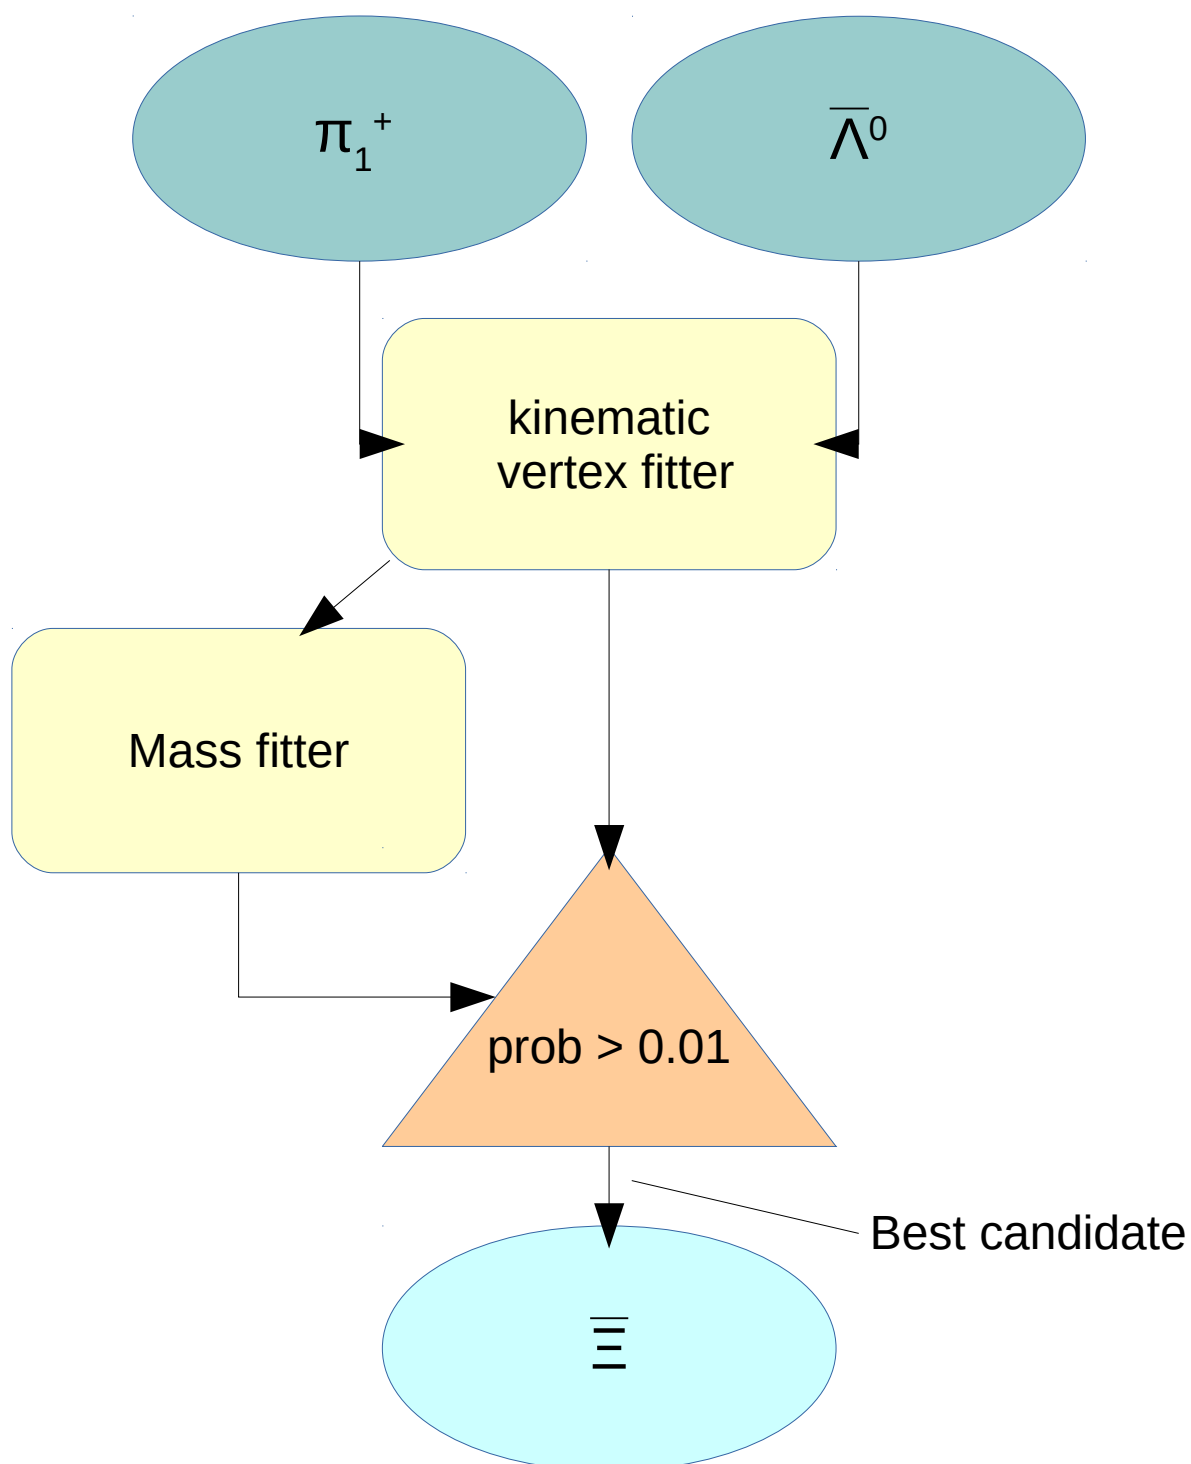 π₁⁺
Λ̅⁰
kinematic
vertex fitter
Mass fitter
prob > 0.01
Best candidate
Ξ̅